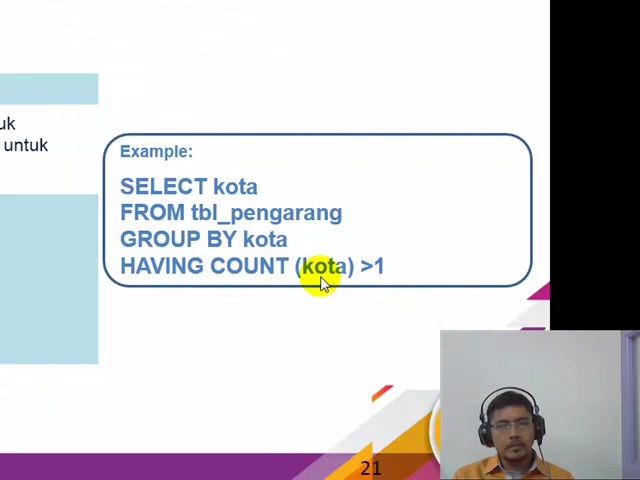 uk
untuk
Example:
SELECT kota
FROM tbl_pengarang
GROUP BY kota
HAVING COUNT (kota) >1
21